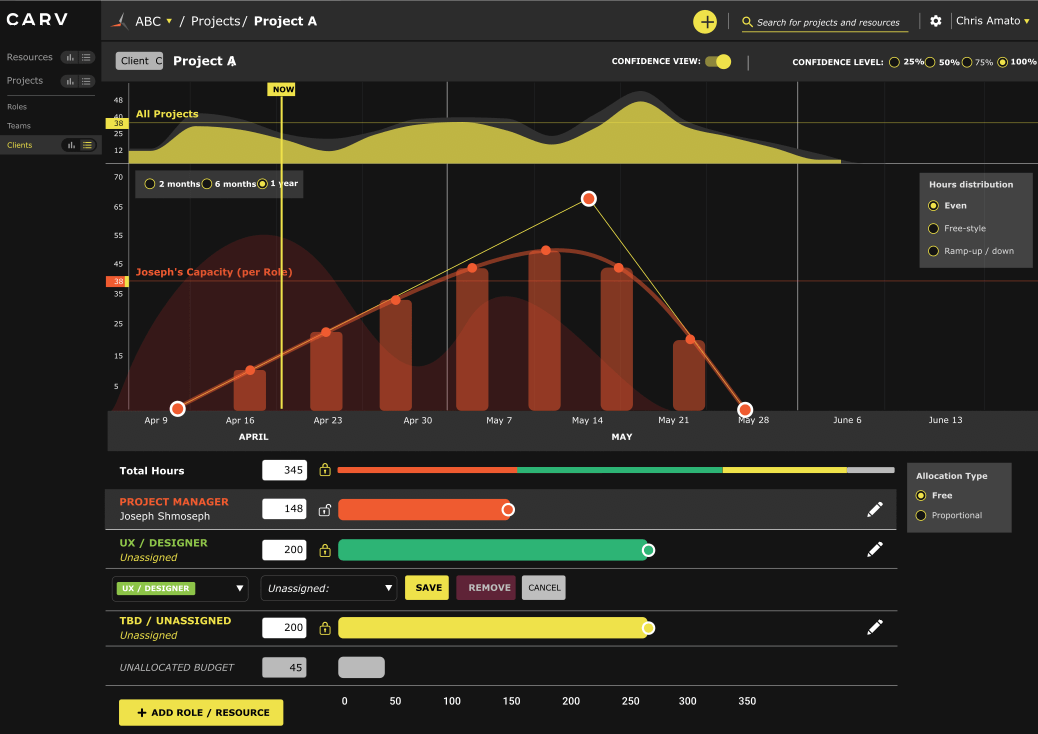 CARV
ABC / Projects/ Project A
Search for projects and resources
Chris Amato
Resources
Projects
Roles
Teams
Clients
Client C Project A
CONFIDENCE VIEW:
CONFIDENCE LEVEL: 25% 50% 75% 100%
NOW
48
40
38
25
12
All Projects
2 months 6 months 1 year
70
65
55
45
38
35
25
15
5
Joseph's Capacity (per Role)
Hours distribution
Even
Free-style
Ramp-up / down
Apr 9 Apr 16 Apr 23 Apr 30 May 7 May 14 May 21 May 28 June 6 June 13
APRIL MAY
Total Hours 345
PROJECT MANAGER
Joseph Shmoseph
148
UX / DESIGNER
Unassigned
200
UX / DESIGNER Unassigned: SAVE REMOVE CANCEL
TBD / UNASSIGNED
Unassigned
200
UNALLOCATED BUDGET 45
0 50 100 150 200 250 300 350
+ ADD ROLE / RESOURCE
Allocation Type
Free
Proportional